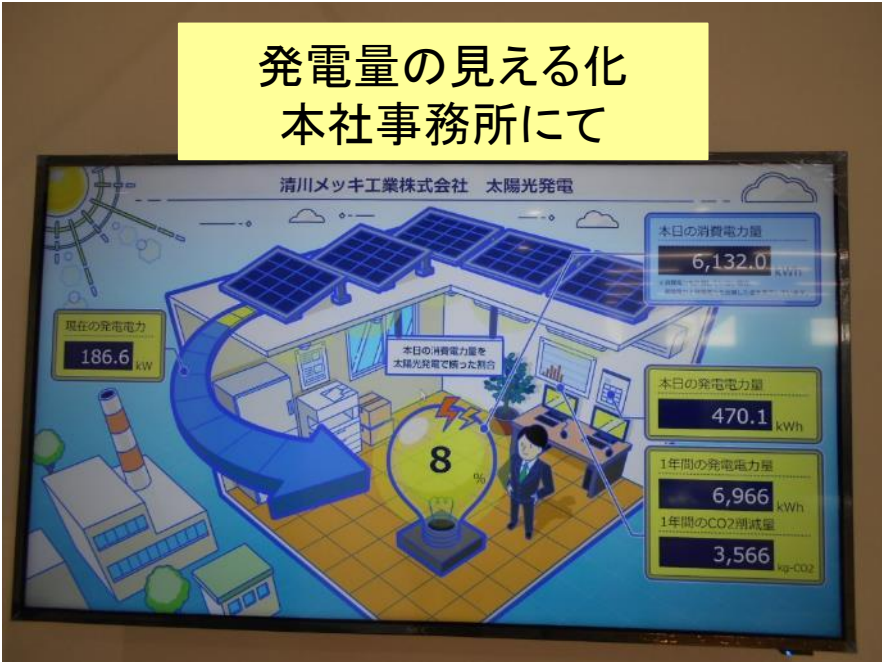 発電量の見える化
本社事務所にて
清川メッキ工業株式会社 太陽光発電
本日の消費電力量
6,132.0 kWh
現在の発電電力
186.6 kW
本日の消費電力量を
太陽光発電で賄った割合
8 %
本日の発電電力量
470.1 kWh
1年間の発電電力量
6,966 kWh
1年間のCO2削減量
3,566 kg-CO2